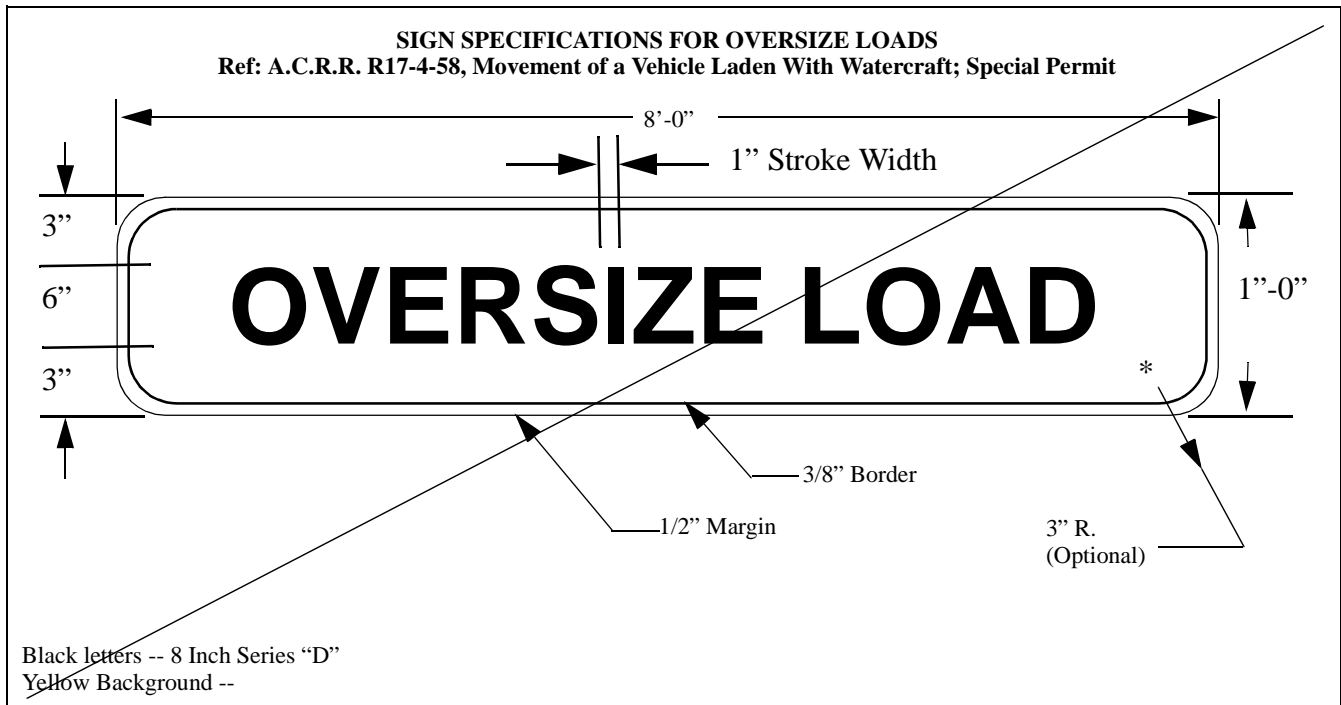 SIGN SPECIFICATIONS FOR OVERSIZE LOADS
Ref: A.C.R.R. R17-4-58, Movement of a Vehicle Laden With Watercraft; Special Permit
8’-0”
1” Stroke Width
3”
6”
3”
OVERSIZE LOAD
1”-0”
*
3/8” Border
1/2” Margin
3” R.
(Optional)
Black letters -- 8 Inch Series “D”
Yellow Background --